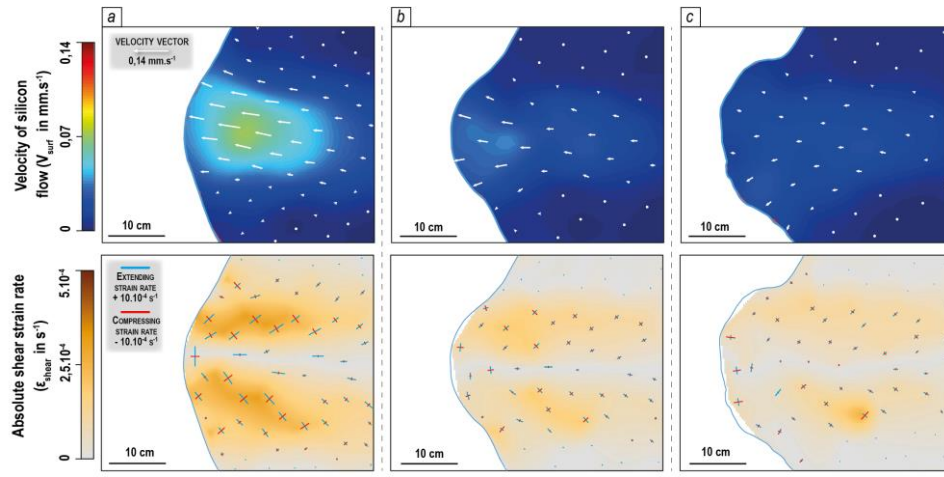 a
b
c
Velocity of silicon
flow (V surf in mm.s-1)
0,14
0,07
0
VELOCITY VECTOR
0,14 mm.s-1
10 cm
10 cm
10 cm
Absolute shear strain rate
(ε shear in s-1)
5.10-4
2,5.10-4
0
EXTENDING
STRAIN RATE
+ 10.10-4 s-1
COMPRESSING
STRAIN RATE
- 10.10-4 s-1
10 cm
10 cm
10 cm